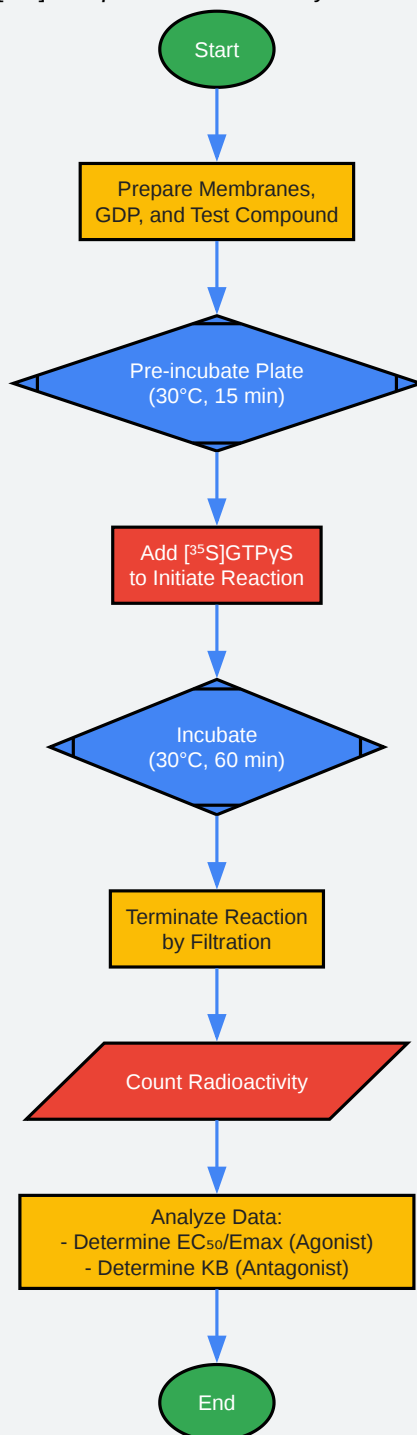 Start
Prepare Membranes,
GDP, and Test Compound
Pre-incubate Plate
(30°C, 15 min)
Add [³⁵S]GTPγS
to Initiate Reaction
Incubate
(30°C, 60 min)
Terminate Reaction
by Filtration
Count Radioactivity
Analyze Data:
- Determine EC₅₀/Emax (Agonist)
- Determine KB (Antagonist)
End